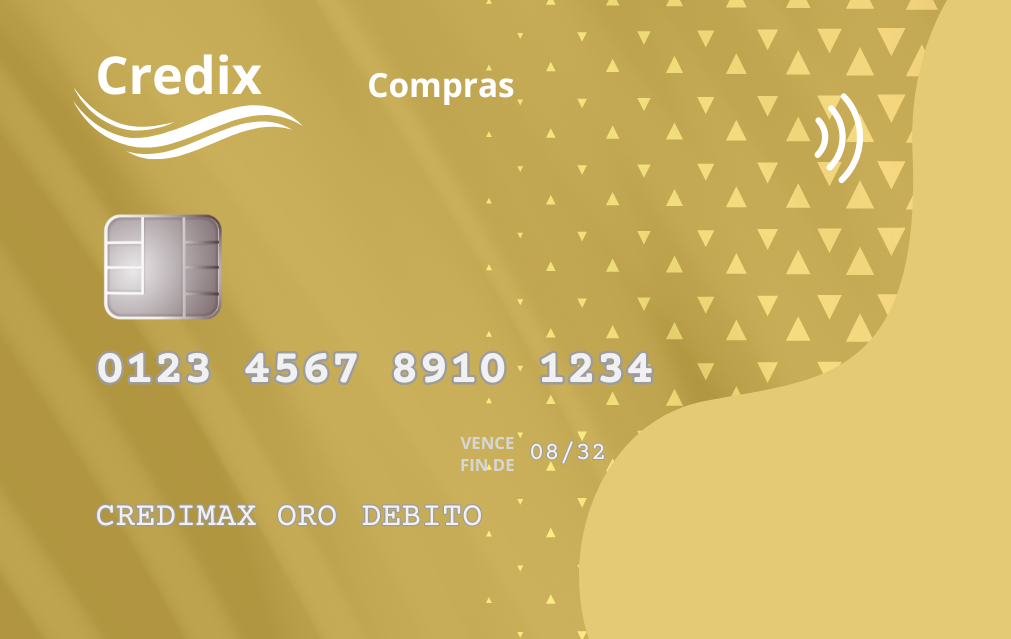 Credix
Compras
0123 4567 8910 1234
VENCE
FIN DE
08/32
CREDIMAX ORO DEBITO